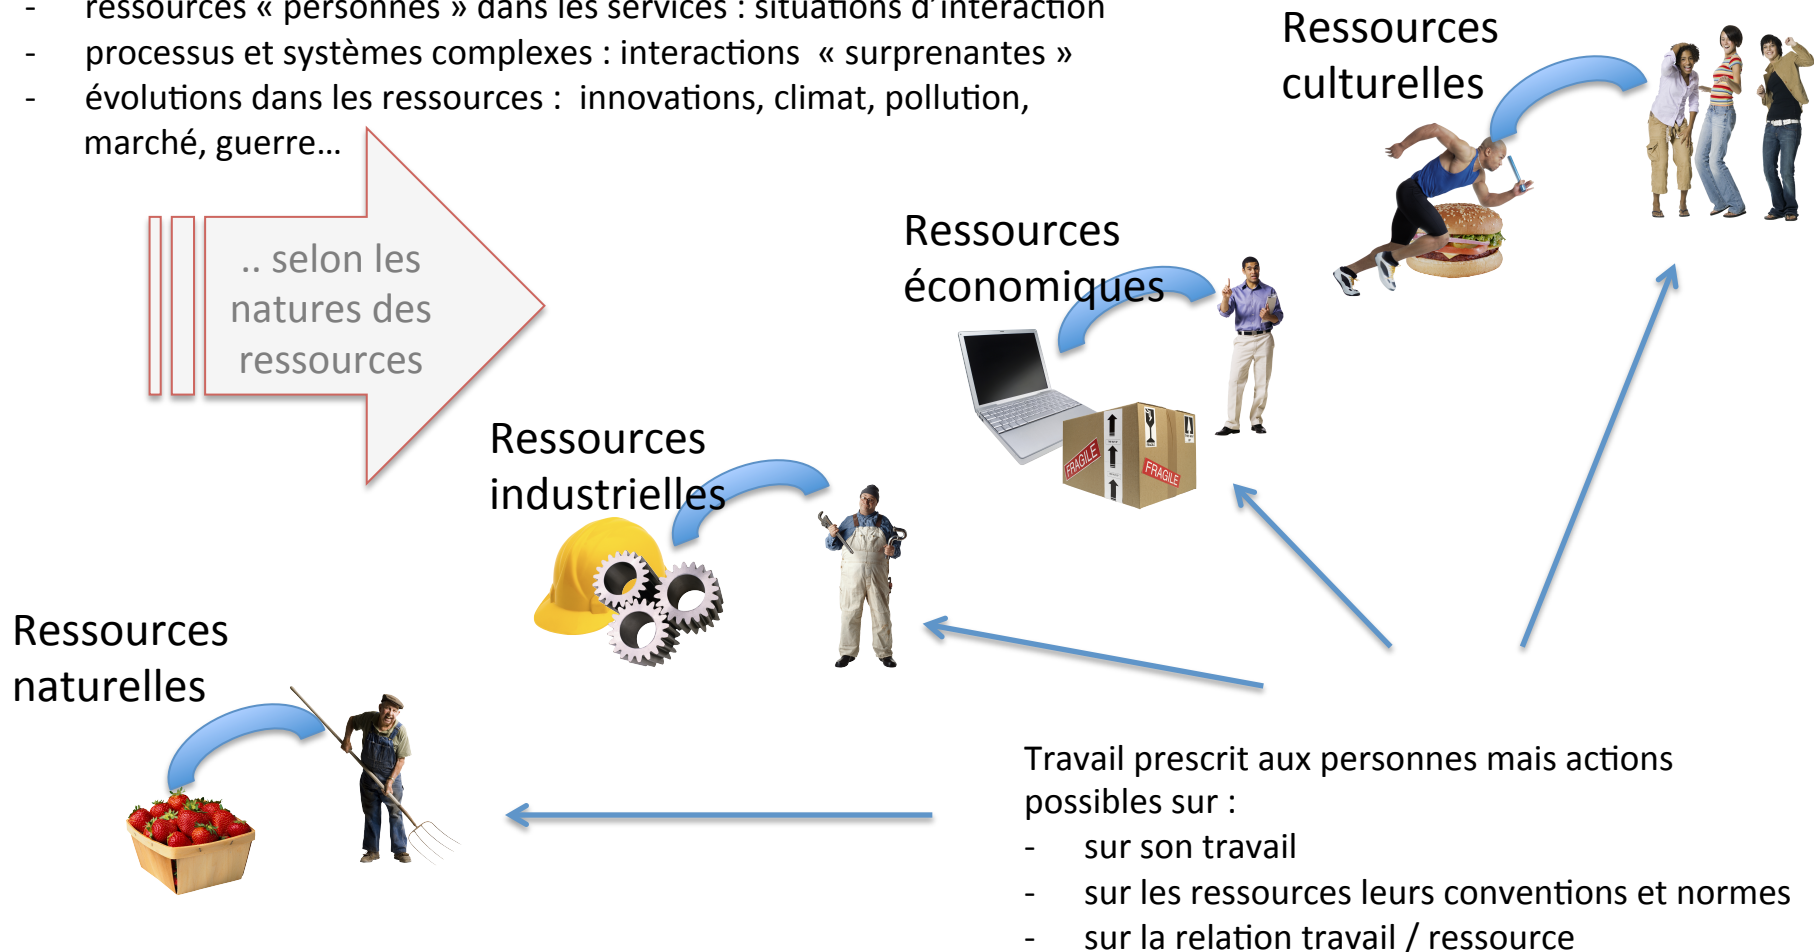 - ressources « personnes » dans les services : situations d'interaction
- processus et systèmes complexes : interactions « surprenantes »
- évolutions dans les ressources : innovations, climat, pollution,
marché, guerre…
.. selon les
natures des
ressources
Ressources
culturelles
Ressources
économiques
Ressources
industrielles
Ressources
naturelles
FRAGILE
FRAGILE
Travail prescrit aux personnes mais actions
possibles sur :
- sur son travail
- sur les ressources leurs conventions et normes
- sur la relation travail / ressource